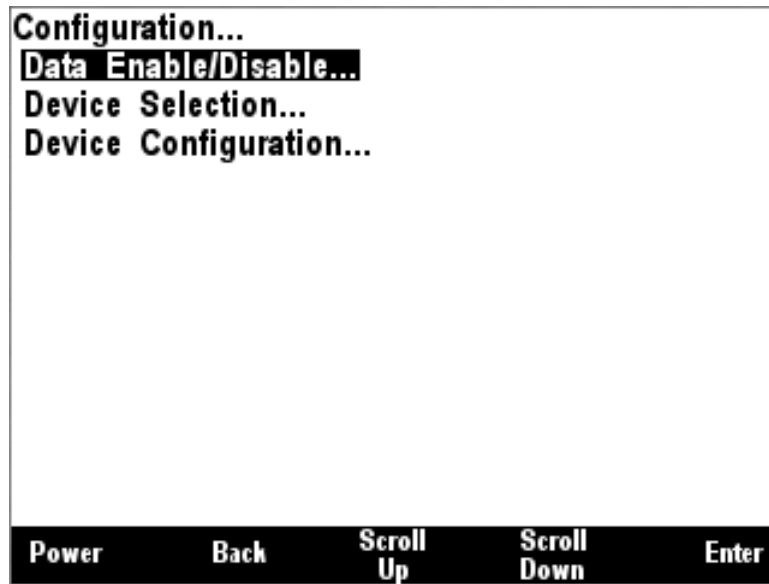 Configuration...
Data Enable/Disable...
Device Selection...
Device Configuration...
Power Back Scroll Up Scroll Down Enter